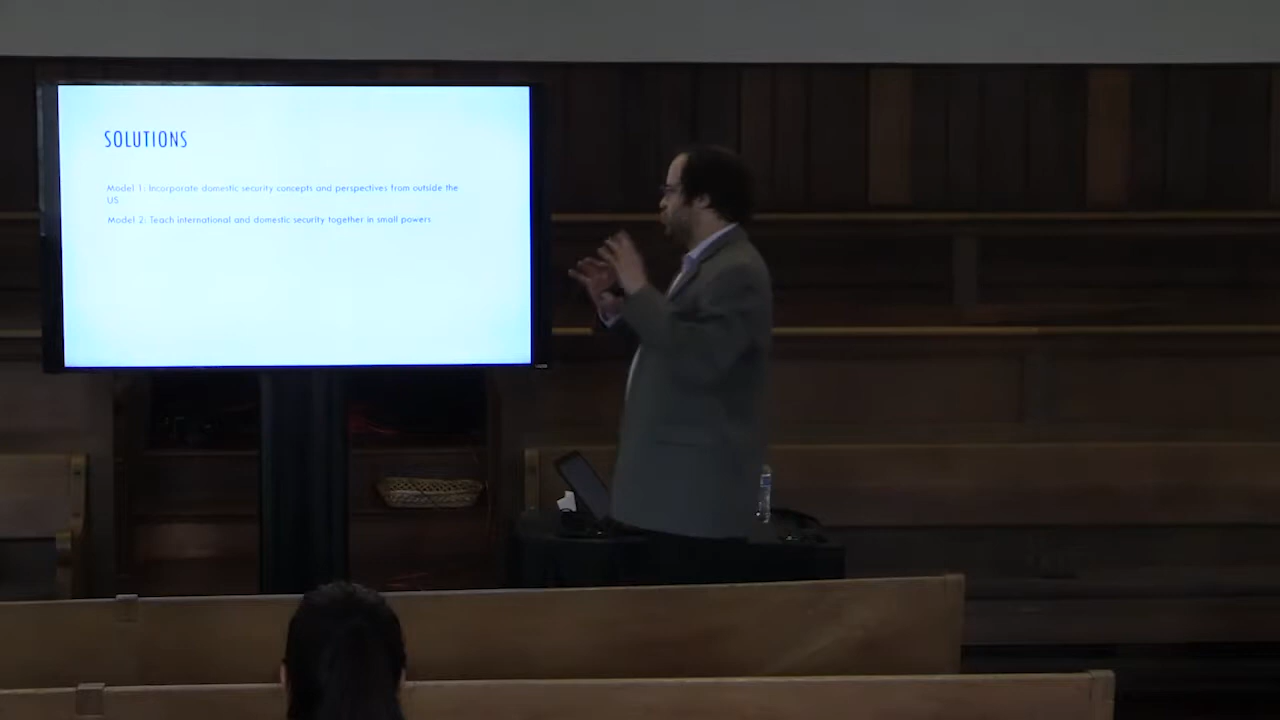 SOLUTIONS
Model 1: Incorporate domestic security concepts and perspectives from outside the
US
Model 2: Teach international and domestic security together in small powers